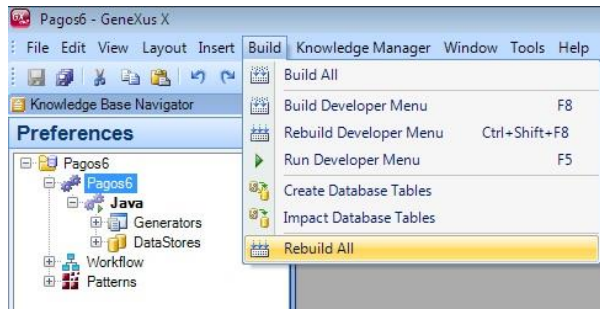 Pagos6 - GeneXus X
File Edit View Layout Insert Build Knowledge Manager Window Tools Help
Knowledge Base Navigator
Preferences
Pagos6
Pagos6
Java
Generators
DataStores
Workflow
Patterns
Build All
Build Developer Menu F8
Rebuild Developer Menu Ctrl+Shift+F8
Run Developer Menu F5
Create Database Tables
Impact Database Tables
Rebuild All